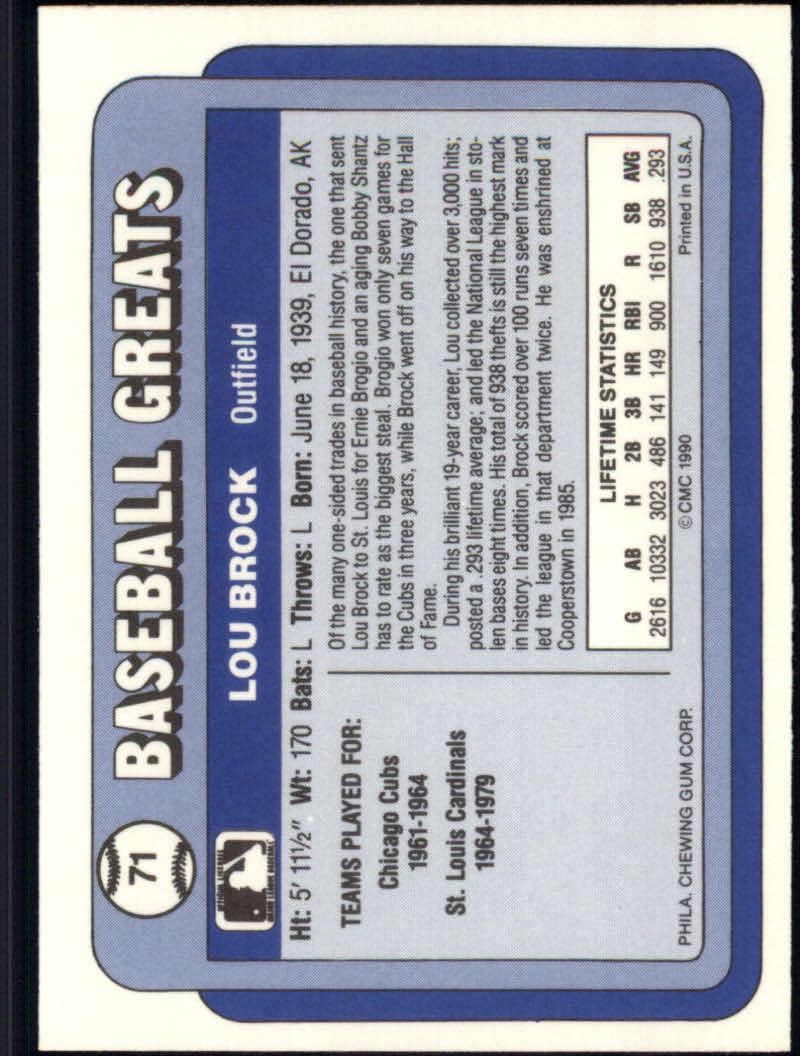 71
BASEBALL GREATS
LOU BROCK Outfield
Ht: 5' 11½" Wt: 170 Bats: L Throws: L Born: June 18, 1939, El Dorado, AK
TEAMS PLAYED FOR:
Chicago Cubs
1961-1964
St. Louis Cardinals
1964-1979
Of the many one-sided trades in baseball history, the one that sent
Lou Brock to St. Louis for Ernie Brogio and an aging Bobby Shantz
has to rate as the biggest steal. Brogio won only seven games for
the Cubs in three years, while Brock went off on his way to the Hall
of Fame.
During his brilliant 19-year career, Lou collected over 3,000 hits;
posted a .293 lifetime average; and led the National League in sto-
len bases eight times. His total of 938 thefts is still the highest mark
in history. In addition, Brock scored over 100 runs seven times and
led the league in that department twice. He was enshrined at
Cooperstown in 1985.
LIFETIME STATISTICS
G AB H 2B 3B HR RBI R SB AVG
2616 10332 3023 486 141 149 900 1610 938 .293
PHILA. CHEWING GUM CORP. © CMC 1990 Printed in U.S.A.